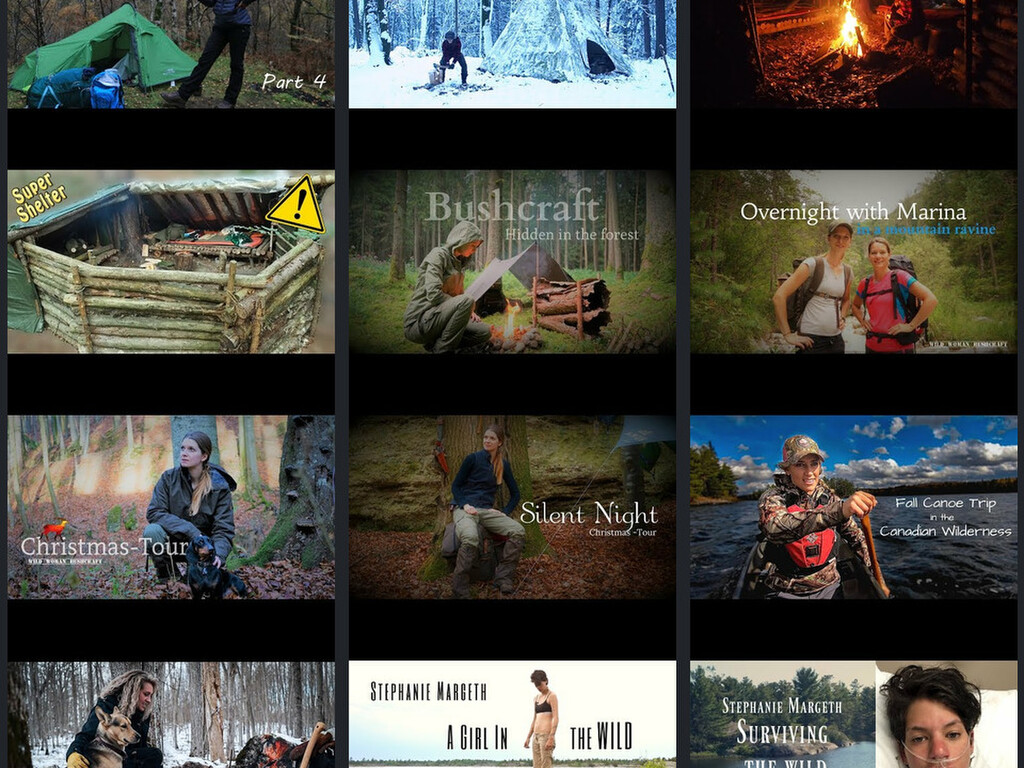 Part 4
Super
Shelter
Bushcraft
Hidden in the forest
Overnight with Marina
in a mountain ravine
WILD WOMAN BUSHCRAFT
Christmas-Tour
WILD WOMAN BUSHCRAFT
Silent Night
Christmas-Tour
Fall Canoe Trip
in the
Canadian Wilderness
STEPHANIE MARGETH
A GIRL IN THE WILD
STEPHANIE MARGETH
SURVIVING
THE WILD